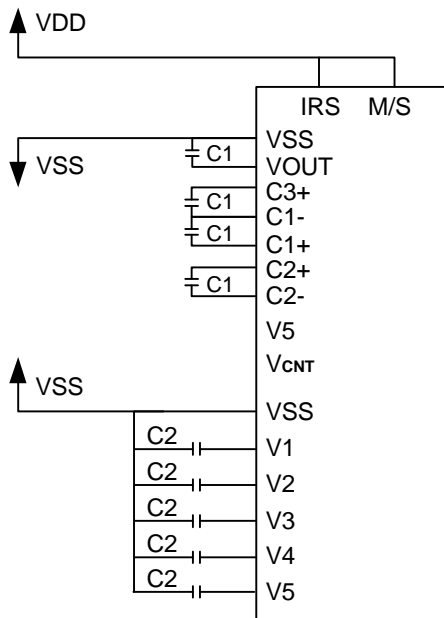 VDD
IRS M/S
VSS
VSS
C1
VOUT
C3+
C1
C1-
C1
C1+
C2+
C1
C2-
V5
VCNT
VSS
VSS
C2
V1
C2
V2
C2
V3
C2
V4
C2
V5